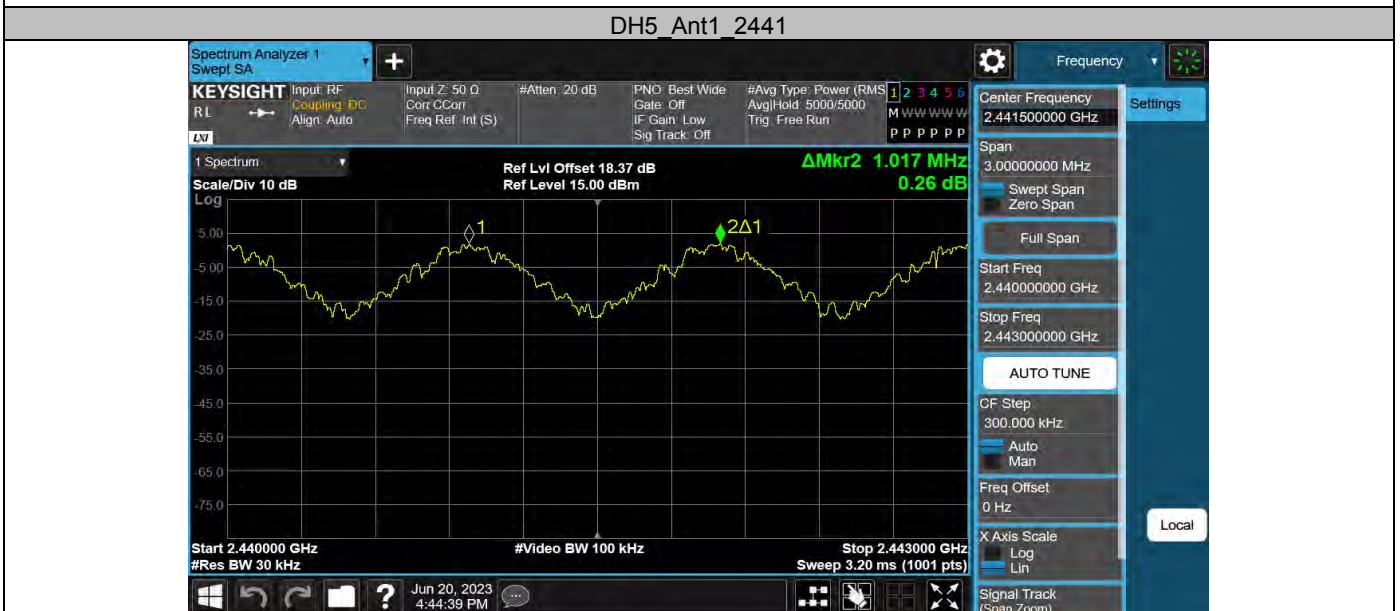 DH5_Ant1_2441
Spectrum Analyzer 1
Swept SA
+
Frequency
KEYSIGHT
RL
LXI
Input: RF
Coupling: DC
Align: Auto
Input Z: 50 Ω
Corr CCorr
Freq Ref: Int (S)
#Atten: 20 dB
PNO: Best Wide
Gate: Off
IF Gain: Low
Sig Track: Off
#Avg Type: Power (RMS
Avg|Hold: 5000/5000
Trig: Free Run
1 2 3 4 5 6
M W W W W W
P P P P P P
1 Spectrum
Scale/Div 10 dB
Ref Lvl Offset 18.37 dB
Ref Level 15.00 dBm
ΔMkr2 1.017 MHz
0.26 dB
Log
5.00
-5.00
-15.0
-25.0
-35.0
-45.0
-55.0
-65.0
-75.0
1
2Δ1
Start 2.440000 GHz
#Res BW 30 kHz
#Video BW 100 kHz
Stop 2.443000 GHz
Sweep 3.20 ms (1001 pts)
?
Jun 20, 2023
4:44:39 PM
Center Frequency
2.441500000 GHz
Span
3.00000000 MHz
Swept Span
Zero Span
Full Span
Start Freq
2.440000000 GHz
Stop Freq
2.443000000 GHz
AUTO TUNE
CF Step
300.000 kHz
Auto
Man
Freq Offset
0 Hz
X Axis Scale
Log
Lin
Signal Track
(Span Zoom)
Settings
Local